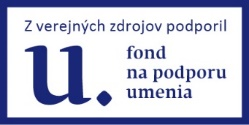 Z verejných zdrojov podporil
u.
fond
na podporu
umenia